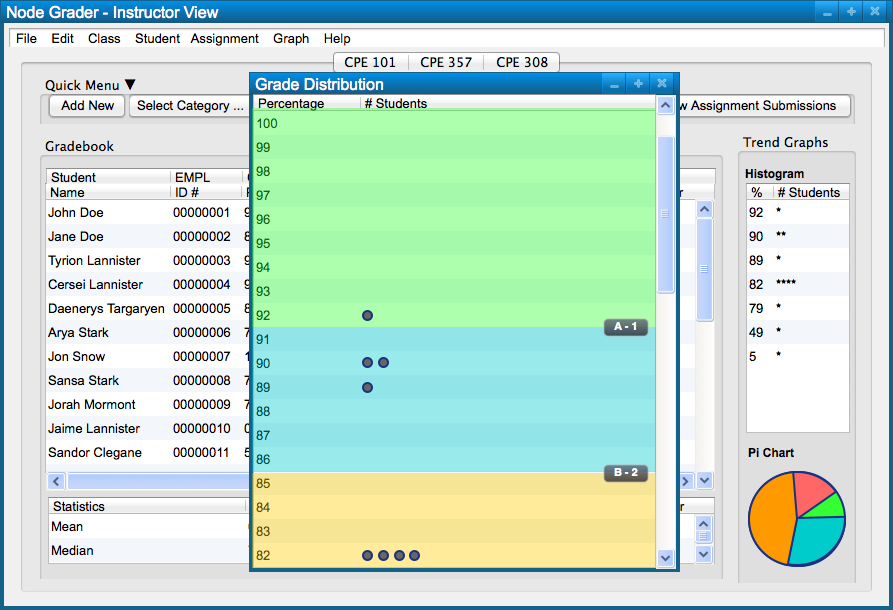 Node Grader - Instructor View
File Edit Class Student Assignment Graph Help
CPE 101 CPE 357 CPE 308
Quick Menu ▼
Add New Select Category ... Assignment Submissions
Gradebook
Student Name EMPL ID #
John Doe 00000001
Jane Doe 00000002
Tyrion Lannister 00000003
Cersei Lannister 00000004
Daenerys Targaryen 00000005
Arya Stark 00000006
Jon Snow 00000007
Sansa Stark 00000008
Jorah Mormont 00000009
Jaime Lannister 00000010
Sandor Clegane 00000011
Statistics
Mean
Median
Grade Distribution
Percentage # Students
100
99
98
97
96
95
94
93
92
A - 1
91
90
89
88
87
86
B - 2
85
84
83
82
Trend Graphs
Histogram
% # Students
92 *
90 **
89 *
82 ****
79 *
49 *
5 *
Pi Chart